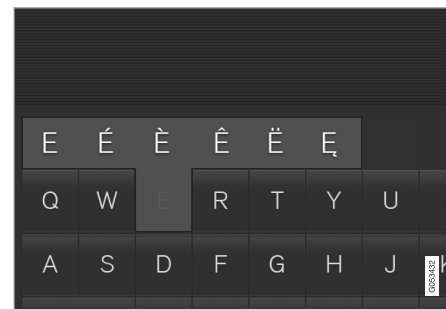 E É È Ê Ë Ę
Q W E R T Y U
A S D F G H J K
G053432